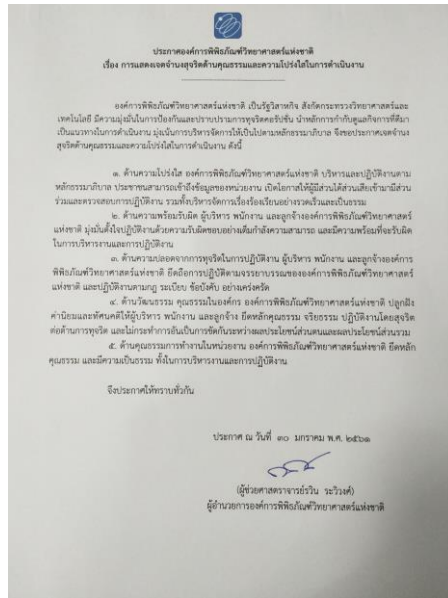 ประกาศองค์การพิพิธภัณฑ์วิทยาศาสตร์แห่งชาติ
เรื่อง การแสดงเจตจำนงสุจริตด้านคุณธรรมและความโปร่งใสในการดำเนินงาน
องค์การพิพิธภัณฑ์วิทยาศาสตร์แห่งชาติ เป็นรัฐวิสาหกิจ สังกัดกระทรวงวิทยาศาสตร์และ
เทคโนโลยี มีความมุ่งมั่นในการป้องกันและปราบปรามการทุจริตคอร์รัปชั่น นำหลักการกำกับดูแลกิจการที่ดีมา
เป็นแนวทางในการดำเนินงาน มุ่งเน้นการบริหารจัดการให้เป็นไปตามหลักธรรมาภิบาล จึงขอประกาศเจตจำนง
สุจริตด้านคุณธรรมและความโปร่งใสในการดำเนินงาน ดังนี้
๑. ด้านความโปร่งใส องค์การพิพิธภัณฑ์วิทยาศาสตร์แห่งชาติ บริหารและปฏิบัติงานตาม
หลักธรรมาภิบาล ประชาชนสามารถเข้าถึงข้อมูลของหน่วยงาน เปิดโอกาสให้ผู้มีส่วนได้ส่วนเสียเข้ามามีส่วน
ร่วมและตรวจสอบการปฏิบัติงาน รวมทั้งบริหารจัดการเรื่องร้องเรียนอย่างรวดเร็วและเป็นธรรม
๒. ด้านความพร้อมรับผิด ผู้บริหาร พนักงาน และลูกจ้างองค์การพิพิธภัณฑ์วิทยาศาสตร์
แห่งชาติ มุ่งมั่นตั้งใจปฏิบัติงานด้วยความรับผิดชอบอย่างเต็มกำลังความสามารถ และมีความพร้อมที่จะรับผิด
ในการบริหารงานและการปฏิบัติงาน
๓. ด้านความปลอดจากการทุจริตในการปฏิบัติงาน ผู้บริหาร พนักงาน และลูกจ้างองค์การ
พิพิธภัณฑ์วิทยาศาสตร์แห่งชาติ ยึดถือการปฏิบัติตามจรรยาบรรณขององค์การพิพิธภัณฑ์วิทยาศาสตร์
แห่งชาติ และปฏิบัติงานตามกฎ ระเบียบ ข้อบังคับ อย่างเคร่งครัด
๔. ด้านวัฒนธรรม คุณธรรมในองค์กร องค์การพิพิธภัณฑ์วิทยาศาสตร์แห่งชาติ ปลูกฝัง
ค่านิยมและทัศนคติให้ผู้บริหาร พนักงาน และลูกจ้าง ยึดหลักคุณธรรม จริยธรรม ปฏิบัติงานโดยสุจริต
ต่อต้านการทุจริต และไม่กระทำการอันเป็นการขัดกันระหว่างผลประโยชน์ส่วนตนและผลประโยชน์ส่วนรวม
๕. ด้านคุณธรรมการทำงานในหน่วยงาน องค์การพิพิธภัณฑ์วิทยาศาสตร์แห่งชาติ ยึดหลัก
คุณธรรม และมีความเป็นธรรม ทั้งในการบริหารงานและการปฏิบัติงาน
จึงประกาศให้ทราบทั่วกัน
ประกาศ ณ วันที่ ๓๐ มกราคม พ.ศ. ๒๕๖๑
(ผู้ช่วยศาสตราจารย์รวิน ระวิวงศ์)
ผู้อำนวยการองค์การพิพิธภัณฑ์วิทยาศาสตร์แห่งชาติ